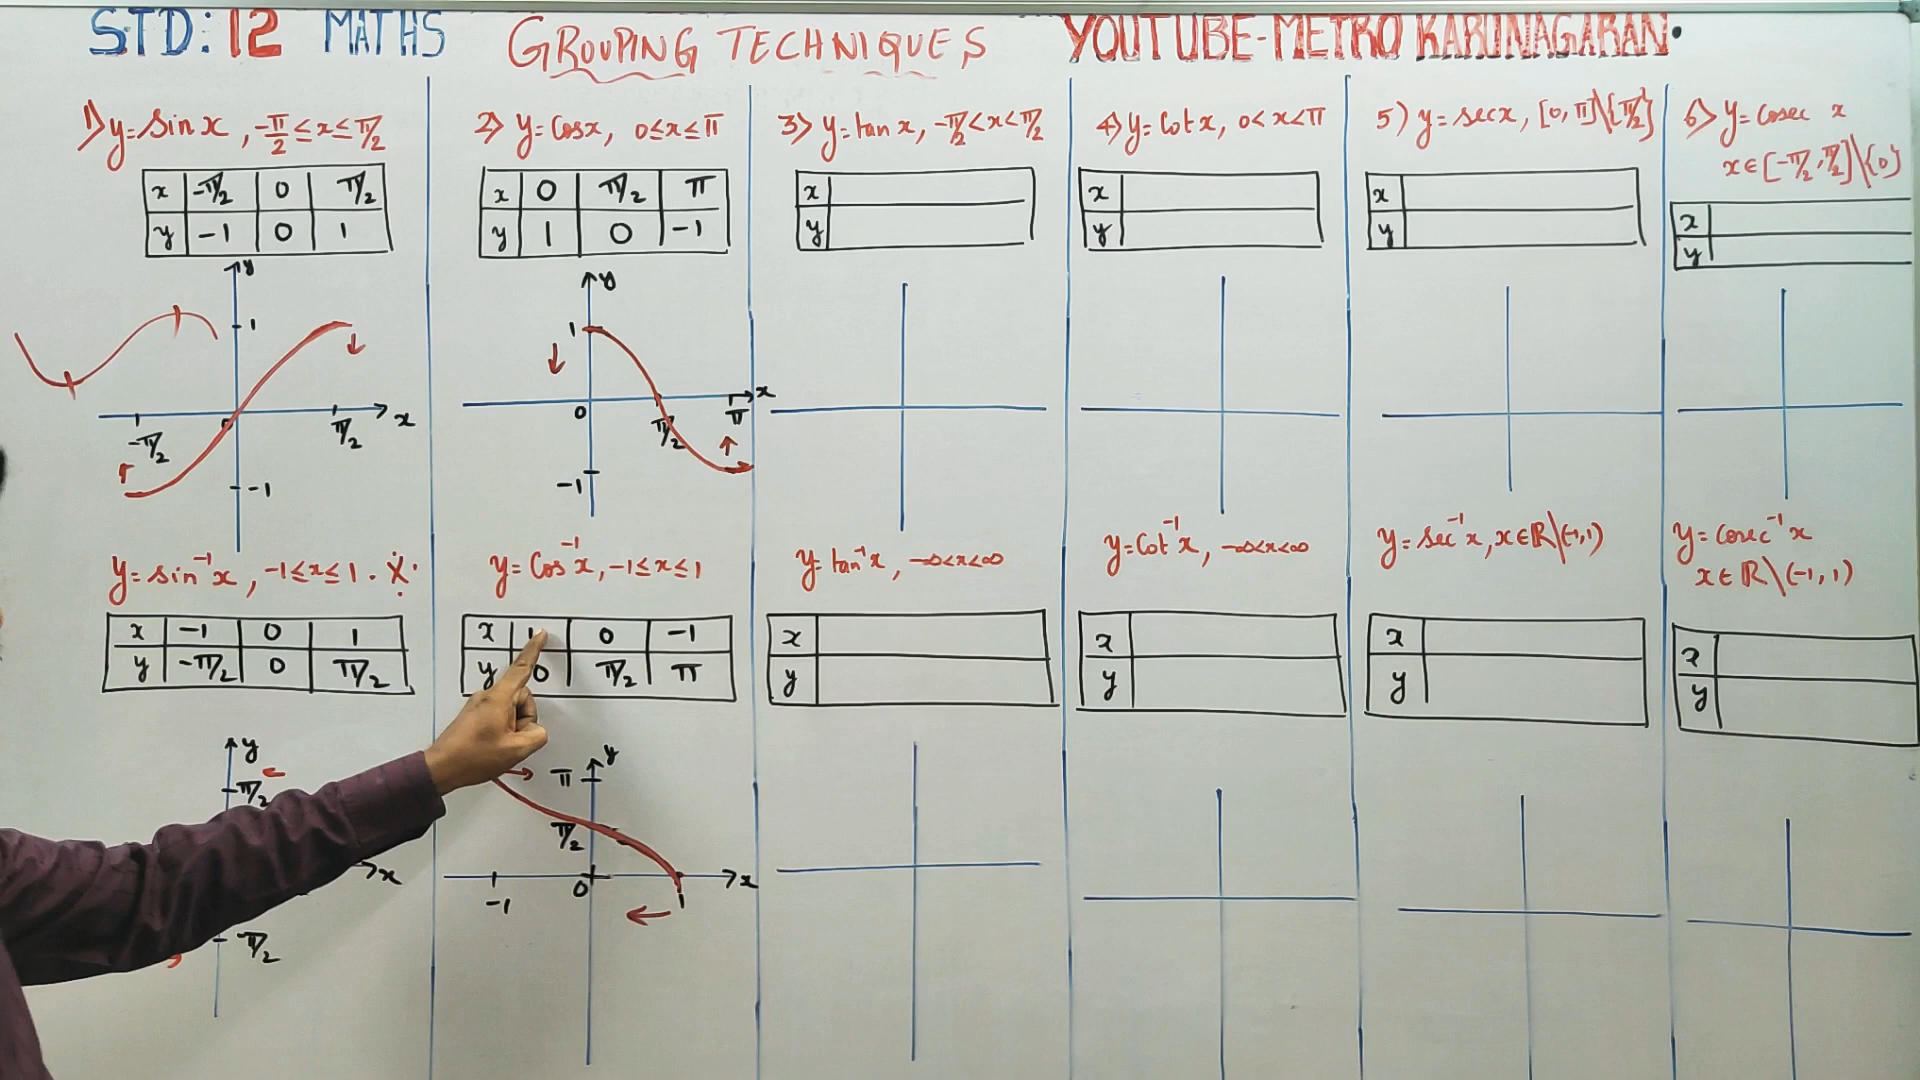 STD: 12 MATHS GROUPING TECHNIQUES YOUTUBE-METRO KARUNAGARAN.
1) y=sin x, -π/2≤x≤π/2
x -π/2 0 π/2
y -1 0 1
y
1
0
x
-π/2
π/2
-1
y=sin⁻¹x, -1≤x≤1.
x -1 0 1
y -π/2 0 π/2
y
π/2
x
-π/2
2) y=cosx, 0≤x≤π
x 0 π/2 π
y 1 0 -1
y
1
x
0
π/2
π
-1
y=cos⁻¹x, -1≤x≤1
x 1 0 -1
y 0 π/2 π
y
π
π/2
x
0
-1
1
3) y=tan x, -π/2<x<π/2
x
y
y=tan⁻¹x, -∞<x<∞
x
y
4) y=cot x, 0<x<π
x
y
y=cot⁻¹x, -∞<x<∞
x
y
5) y=secx, [0, π]\{π/2}
x
y
y=sec⁻¹x, x∈ℝ\(-1,1)
x
y
6) y=cosec x
x∈[-π/2, π/2]\{0}
x
y
y=cosec⁻¹x
x∈ℝ\(-1,1)
x
y